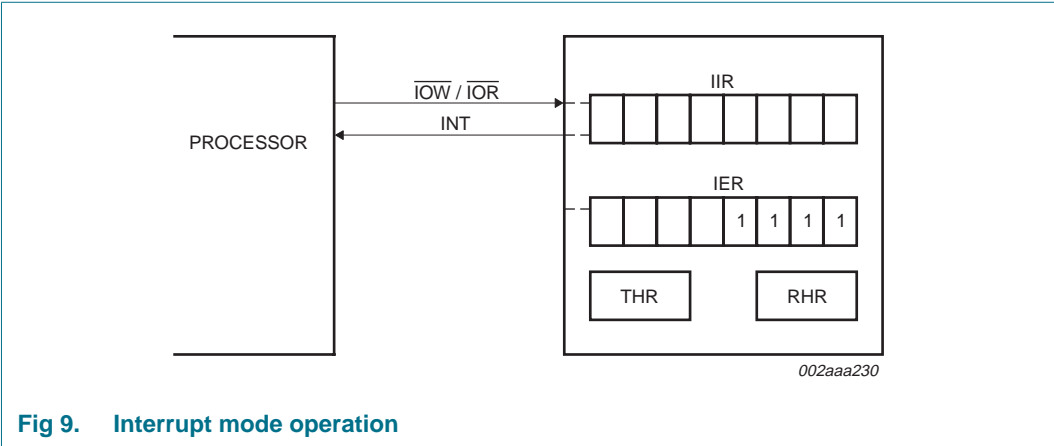 IIR
IOW / IOR
INT
PROCESSOR
IER
1 1 1 1
THR RHR
002aaa230
Fig 9. Interrupt mode operation